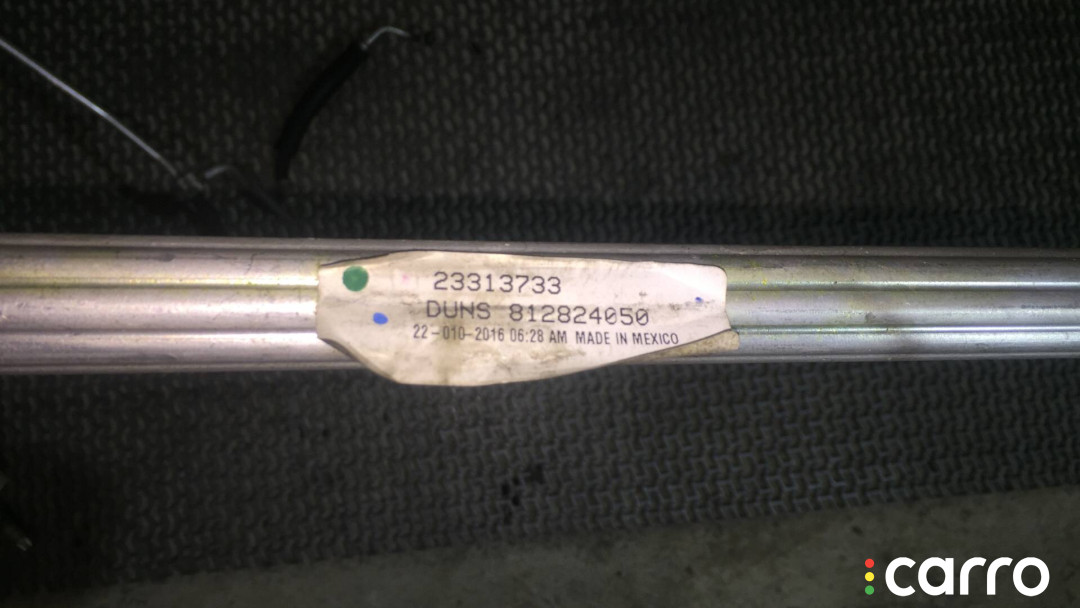 23313733
DUNS 812824050
22-010-2016 06:28 AM MADE IN MEXICO
carro